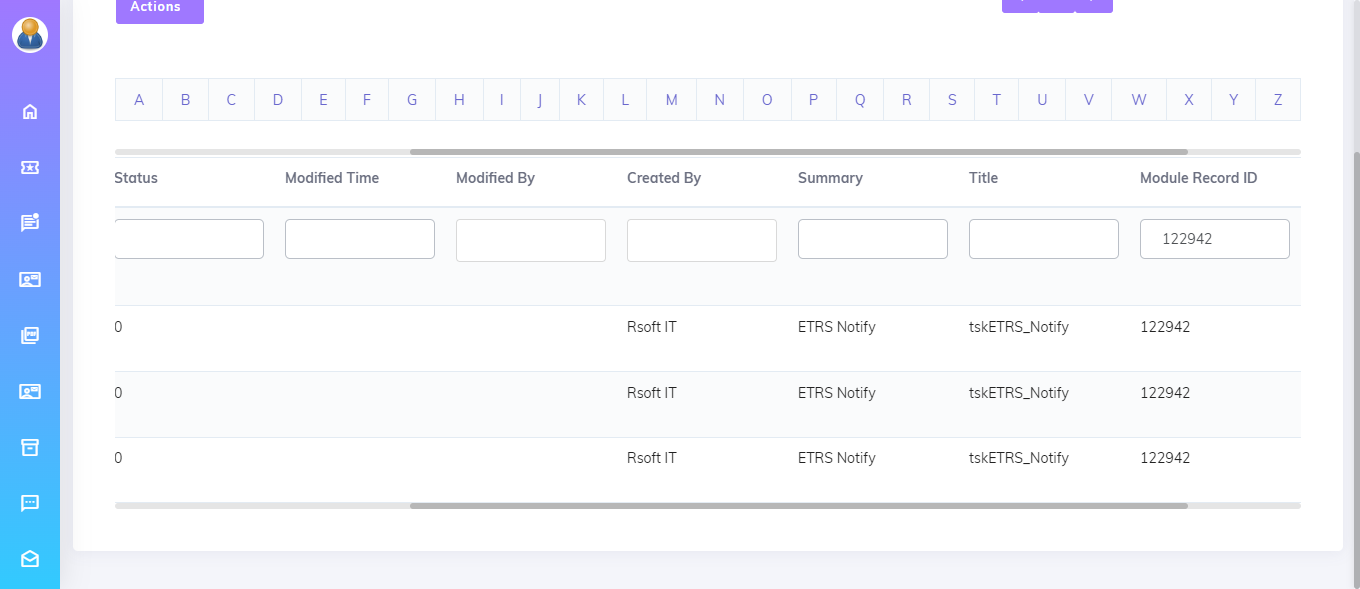 Actions
A B C D E F G H I J K L M N O P Q R S T U V W X Y Z
Status Modified Time Modified By Created By Summary Title Module Record ID
122942
0 Rsoft IT ETRS Notify tskETRS_Notify 122942
0 Rsoft IT ETRS Notify tskETRS_Notify 122942
0 Rsoft IT ETRS Notify tskETRS_Notify 122942